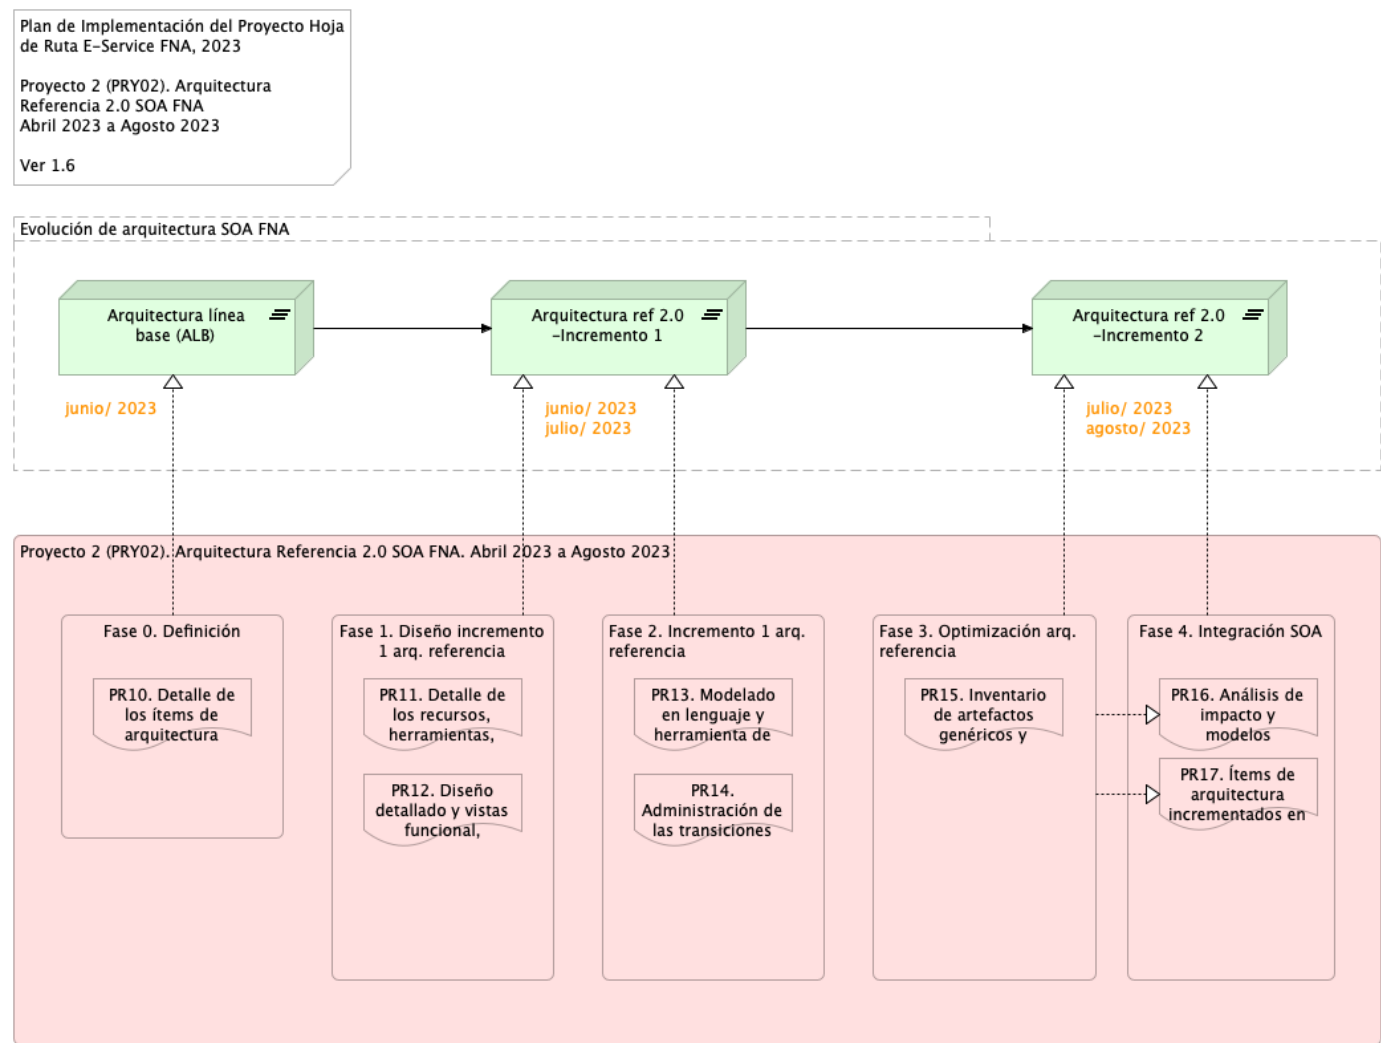 Plan de Implementación del Proyecto Hoja
de Ruta E-Service FNA, 2023
Proyecto 2 (PRY02). Arquitectura
Referencia 2.0 SOA FNA
Abril 2023 a Agosto 2023
Ver 1.6
Evolución de arquitectura SOA FNA
Arquitectura línea
base (ALB)
Arquitectura ref 2.0
-Incremento 1
Arquitectura ref 2.0
-Incremento 2
junio/ 2023
junio/ 2023
julio/ 2023
julio/ 2023
agosto/ 2023
Proyecto 2 (PRY02). Arquitectura Referencia 2.0 SOA FNA. Abril 2023 a Agosto 2023
Fase 0. Definición
PR10. Detalle de
los ítems de
arquitectura
Fase 1. Diseño incremento
1 arq. referencia
PR11. Detalle de
los recursos,
herramientas,
PR12. Diseño
detallado y vistas
funcional,
Fase 2. Incremento 1 arq.
referencia
PR13. Modelado
en lenguaje y
herramienta de
PR14.
Administración de
las transiciones
Fase 3. Optimización arq.
referencia
PR15. Inventario
de artefactos
genéricos y
Fase 4. Integración SOA
PR16. Análisis de
impacto y
modelos
PR17. Ítems de
arquitectura
incrementados en